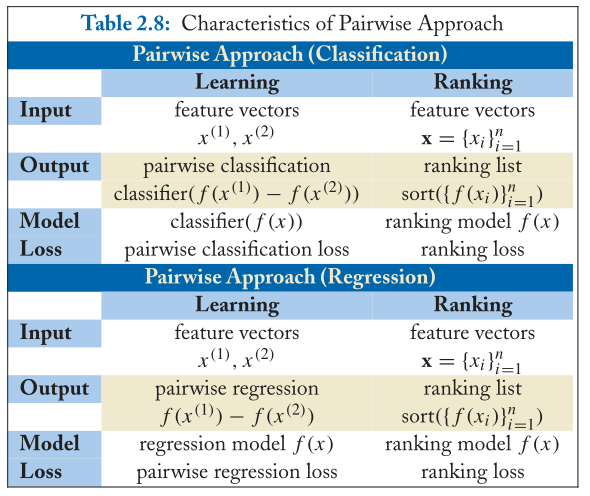 Table 2.8: Characteristics of Pairwise Approach
Pairwise Approach (Classification)
Learning Ranking
Input feature vectors feature vectors
x^(1), x^(2) x = {x_i}^n_{i=1}
Output pairwise classification ranking list
classifier(f(x^(1)) − f(x^(2))) sort({f(x_i)}^n_{i=1})
Model classifier(f(x)) ranking model f(x)
Loss pairwise classification loss ranking loss
Pairwise Approach (Regression)
Learning Ranking
Input feature vectors feature vectors
x^(1), x^(2) x = {x_i}^n_{i=1}
Output pairwise regression ranking list
f(x^(1)) − f(x^(2)) sort({f(x_i)}^n_{i=1})
Model regression model f(x) ranking model f(x)
Loss pairwise regression loss ranking loss